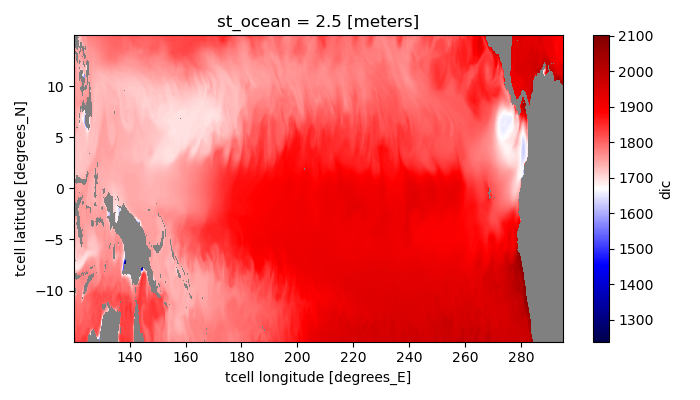 st_ocean = 2.5 [meters]
tcell latitude [degrees_N]
10
5
0
−5
−10
140 160 180 200 220 240 260 280
tcell longitude [degrees_E]
2100
2000
1900
1800
1700
1600
1500
1400
1300
dic